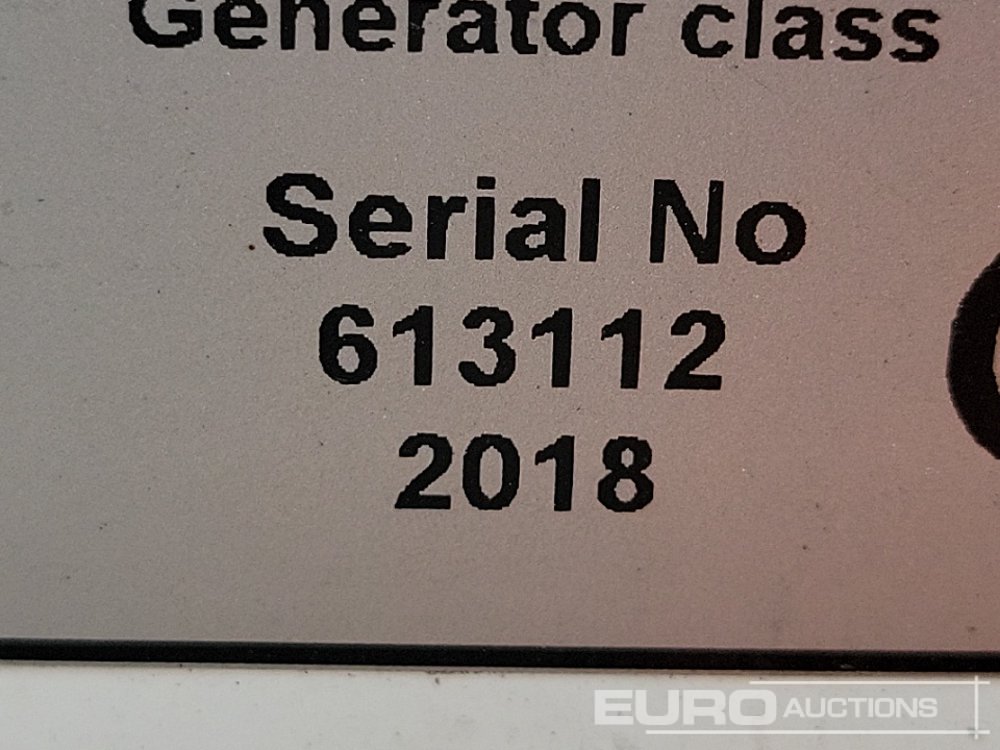 Generator class
Serial No
613112
2018
EURO AUCTIONS